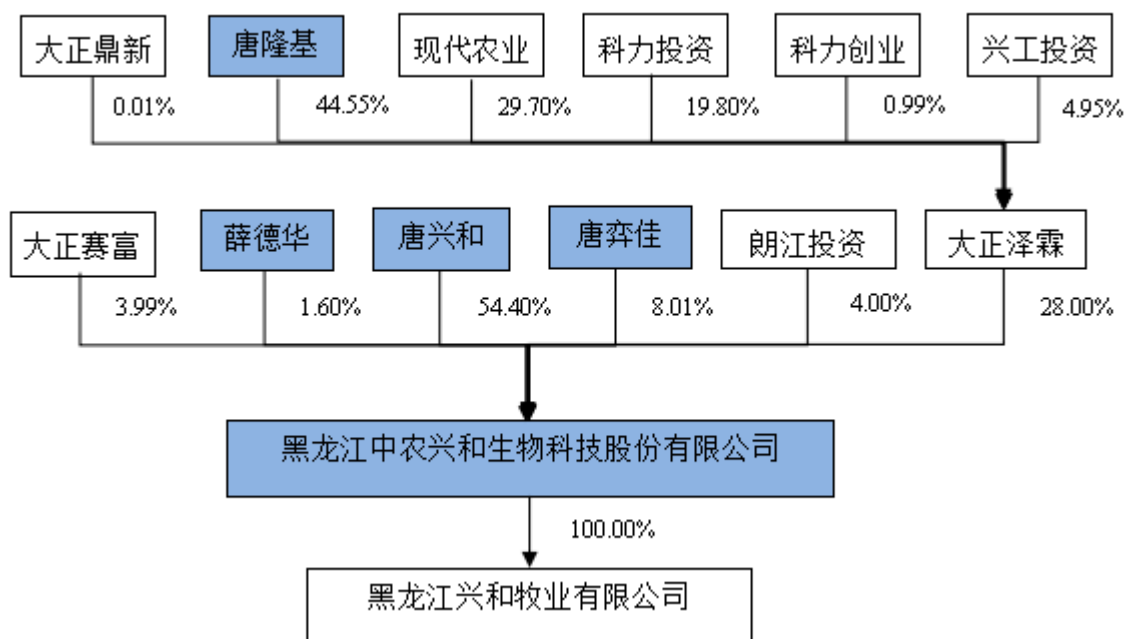 大正鼎新 唐隆基 现代农业 科力投资 科力创业 兴工投资
0.01% 44.55% 29.70% 19.80% 0.99% 4.95%
大正赛富 薛德华 唐兴和 唐弈佳 朗江投资 大正泽霖
3.99% 1.60% 54.40% 8.01% 4.00% 28.00%
黑龙江中农兴和生物科技股份有限公司
100.00%
黑龙江兴和牧业有限公司